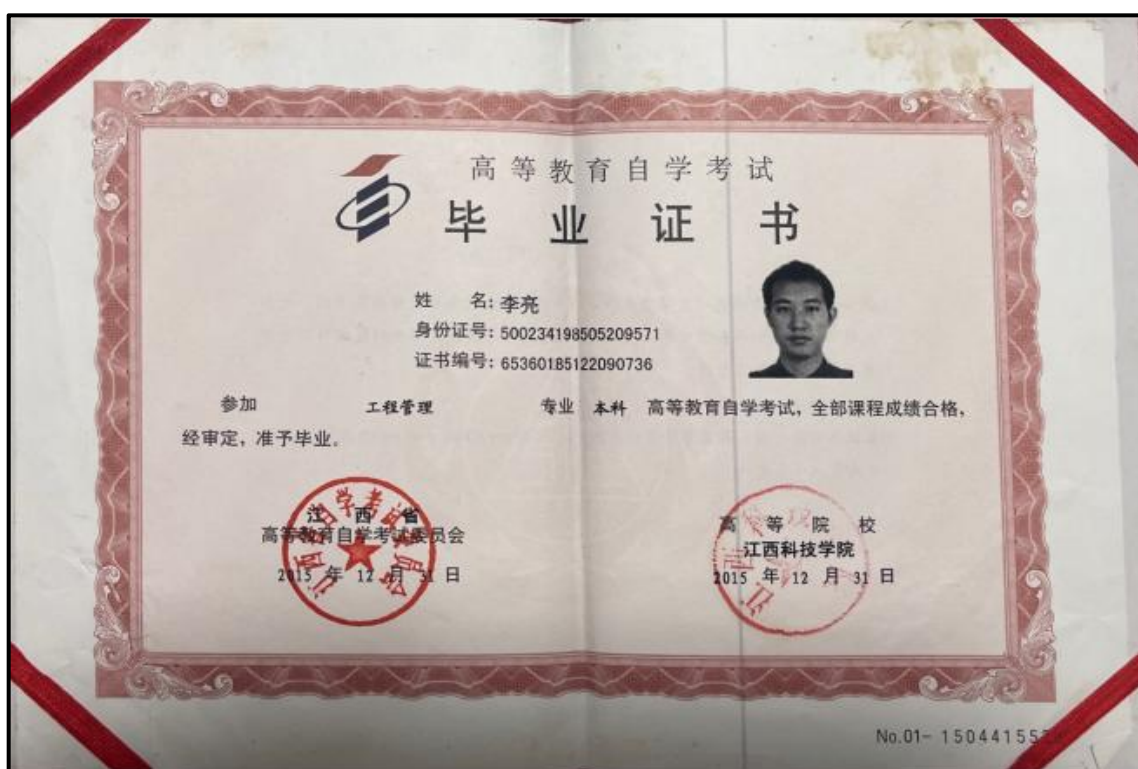 高等教育自学考试
毕业证书
姓 名: 李亮
身份证号: 500234198505209571
证书编号: 65360185122090736
参加 工程管理 专业 本科 高等教育自学考试, 全部课程成绩合格,
经审定, 准予毕业。
江西省
高等教育自学考试委员会
2015 年 12 月 31 日
高等院校
江西科技学院
2015 年 12 月 31 日
No.01- 15044155